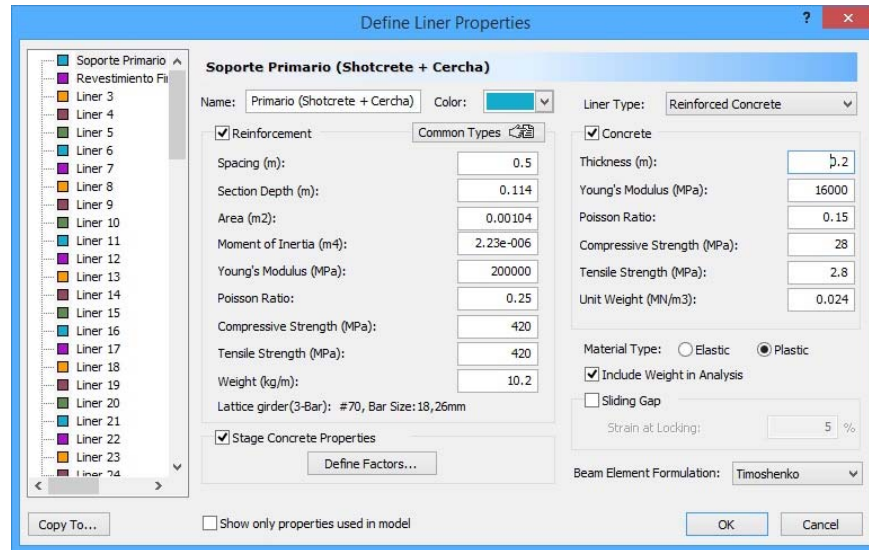 Define Liner Properties
?
×
Soporte Primario
Revestimiento Fi
Liner 3
Liner 4
Liner 5
Liner 6
Liner 7
Liner 8
Liner 9
Liner 10
Liner 11
Liner 12
Liner 13
Liner 14
Liner 15
Liner 16
Liner 17
Liner 18
Liner 19
Liner 20
Liner 21
Liner 22
Liner 23
Liner 24
Soporte Primario (Shotcrete + Cercha)
Name: Primario (Shotcrete + Cercha) Color:
Liner Type: Reinforced Concrete
Reinforcement Common Types
Spacing (m): 0.5
Section Depth (m): 0.114
Area (m2): 0.00104
Moment of Inertia (m4): 2.23e-006
Young's Modulus (MPa): 200000
Poisson Ratio: 0.25
Compressive Strength (MPa): 420
Tensile Strength (MPa): 420
Weight (kg/m): 10.2
Lattice girder(3-Bar): #70, Bar Size:18,26mm
Stage Concrete Properties
Define Factors...
Concrete
Thickness (m): 0.2
Young's Modulus (MPa): 16000
Poisson Ratio: 0.15
Compressive Strength (MPa): 28
Tensile Strength (MPa): 2.8
Unit Weight (MN/m3): 0.024
Material Type: Elastic Plastic
Include Weight in Analysis
Sliding Gap
Strain at Locking: 5 %
Beam Element Formulation: Timoshenko
Copy To...
Show only properties used in model
OK
Cancel